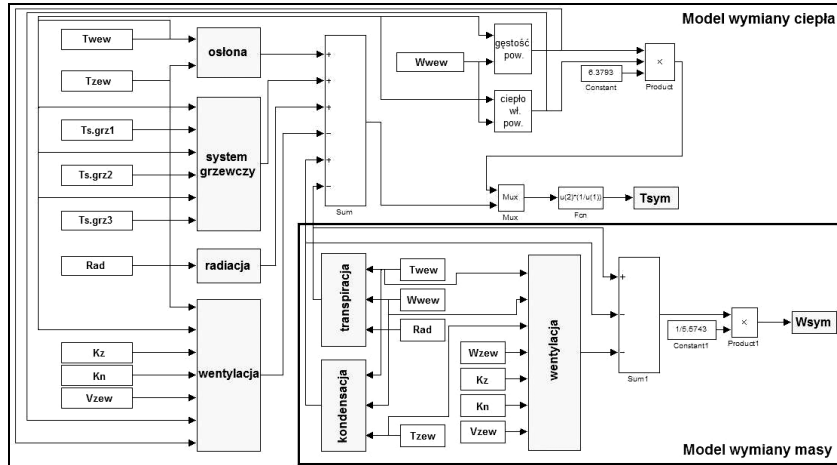 Model wymiany ciepła
Twew
Tzew
Ts.grz1
Ts.grz2
Ts.grz3
Rad
Kz
Kn
Vzew
osłona
system
grzewczy
radiacja
wentylacja
+
+
+
−
+
−
Sum
Wwew
gęstość
pow.
ciepło
wł.
pow.
6.3793
Constant
×
Product
Mux
Mux
u(2)*(1/u(1))
Fcn
Tsym
transpiracja
kondensacja
Twew
Wwew
Rad
Wzew
Kz
Kn
Tzew
Vzew
wentylacja
+
−
−
Sum1
1/5.5743
Constant1
×
Product1
Wsym
Model wymiany masy